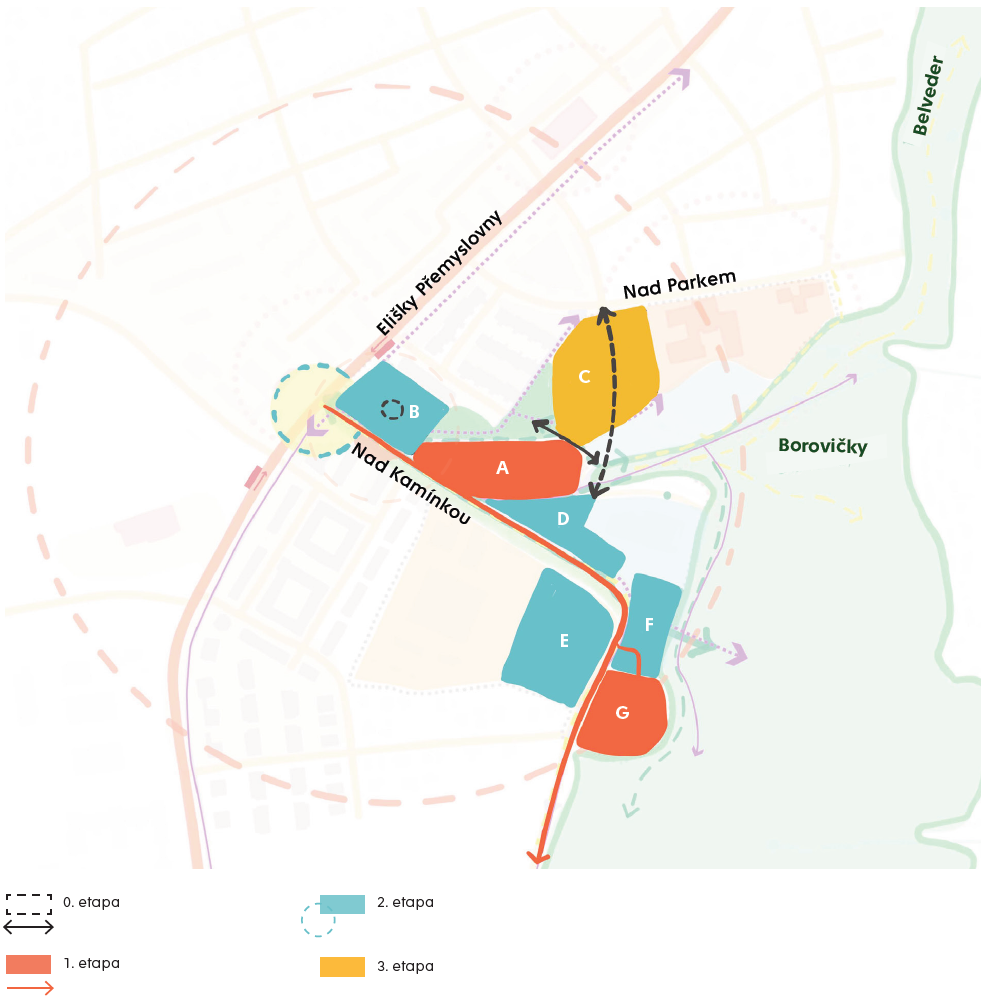 Belveder
Elišky Přemyslovny
Nad Parkem
C
B
Borovičky
A
Nad Kamínkou
D
F
E
G
0. etapa
2. etapa
1. etapa
3. etapa